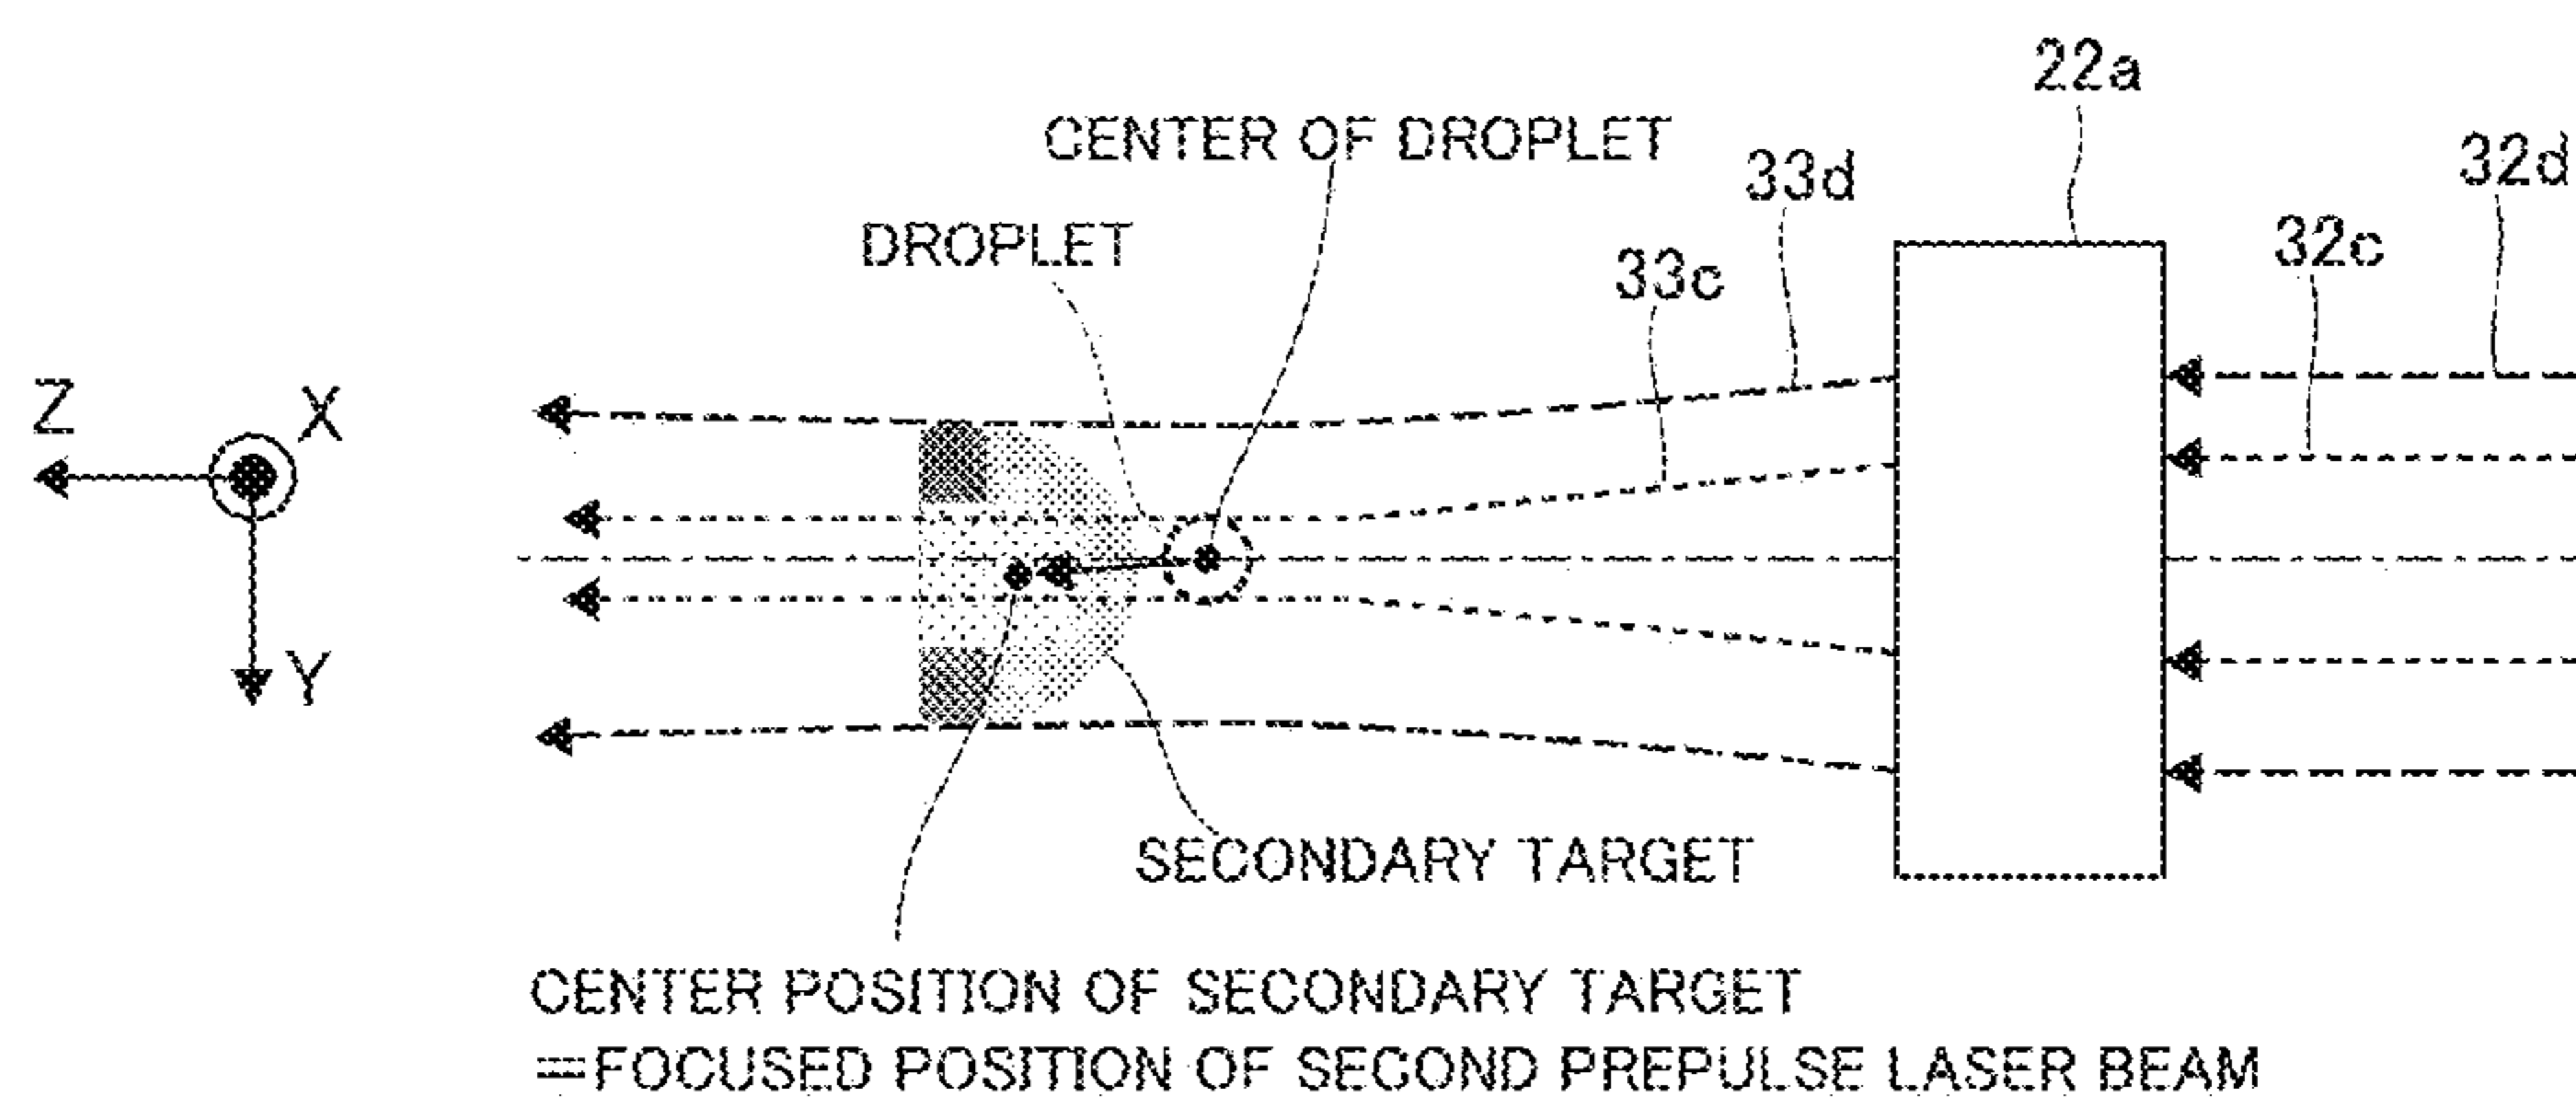 22a
CENTER OF DROPLET
33d
32d
DROPLET
32c
33c
Z
X
Y
SECONDARY TARGET
CENTER POSITION OF SECONDARY TARGET
=FOCUSED POSITION OF SECOND PREPULSE LASER BEAM